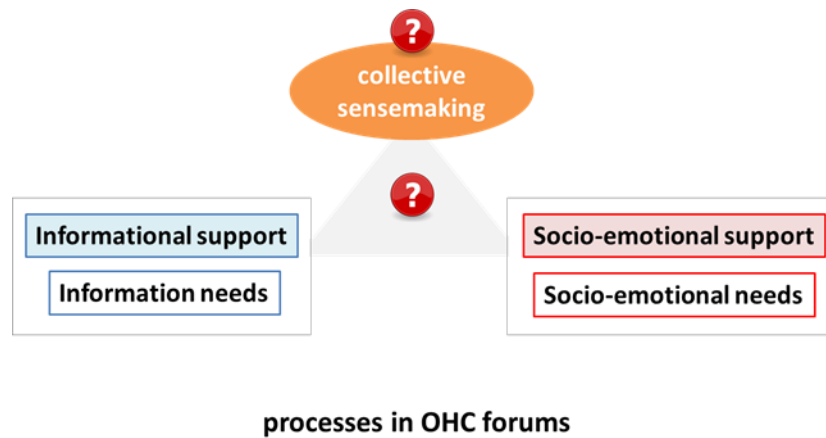 ?
collective
sensemaking
?
Informational support
Information needs
Socio-emotional support
Socio-emotional needs
processes in OHC forums